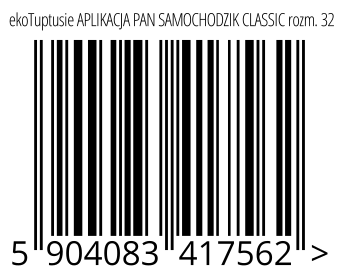 ekoTuptusie APLIKACJA PAN SAMOCHODZIK CLASSIC rozm. 32
5 904083 417562 >